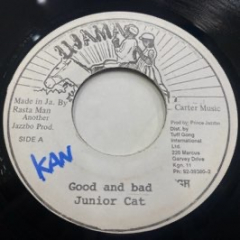 UJAMA
Made in Ja. By
Rasta Man
Another
Jazzbo Prod.
SIDE A
Carter Music
Prod by: Prince Jazzbo
Dist. by
Tuff Gong
International
Ltd.
220 Marcus
Garvey Drive
Kgn. 11
KAN
Good and bad
Junior Cat